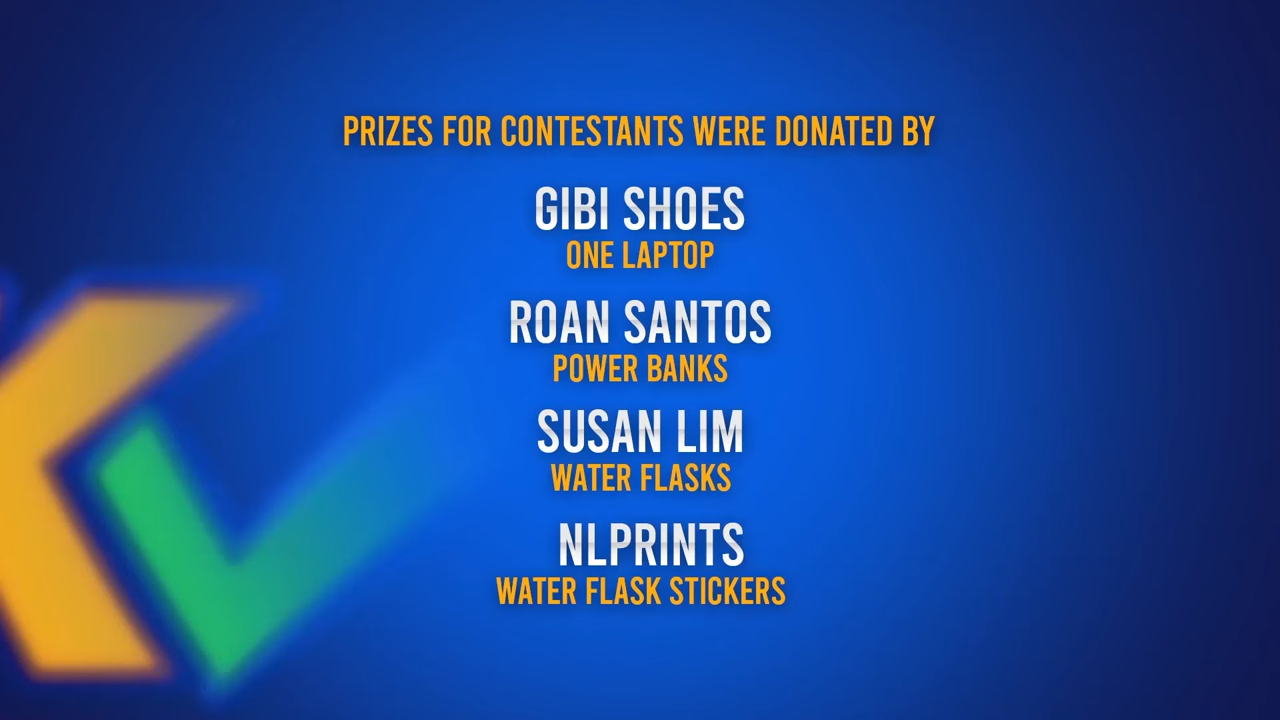 PRIZES FOR CONTESTANTS WERE DONATED BY
GIBI SHOES
ONE LAPTOP
ROAN SANTOS
POWER BANKS
SUSAN LIM
WATER FLASKS
NLPRINTS
WATER FLASK STICKERS